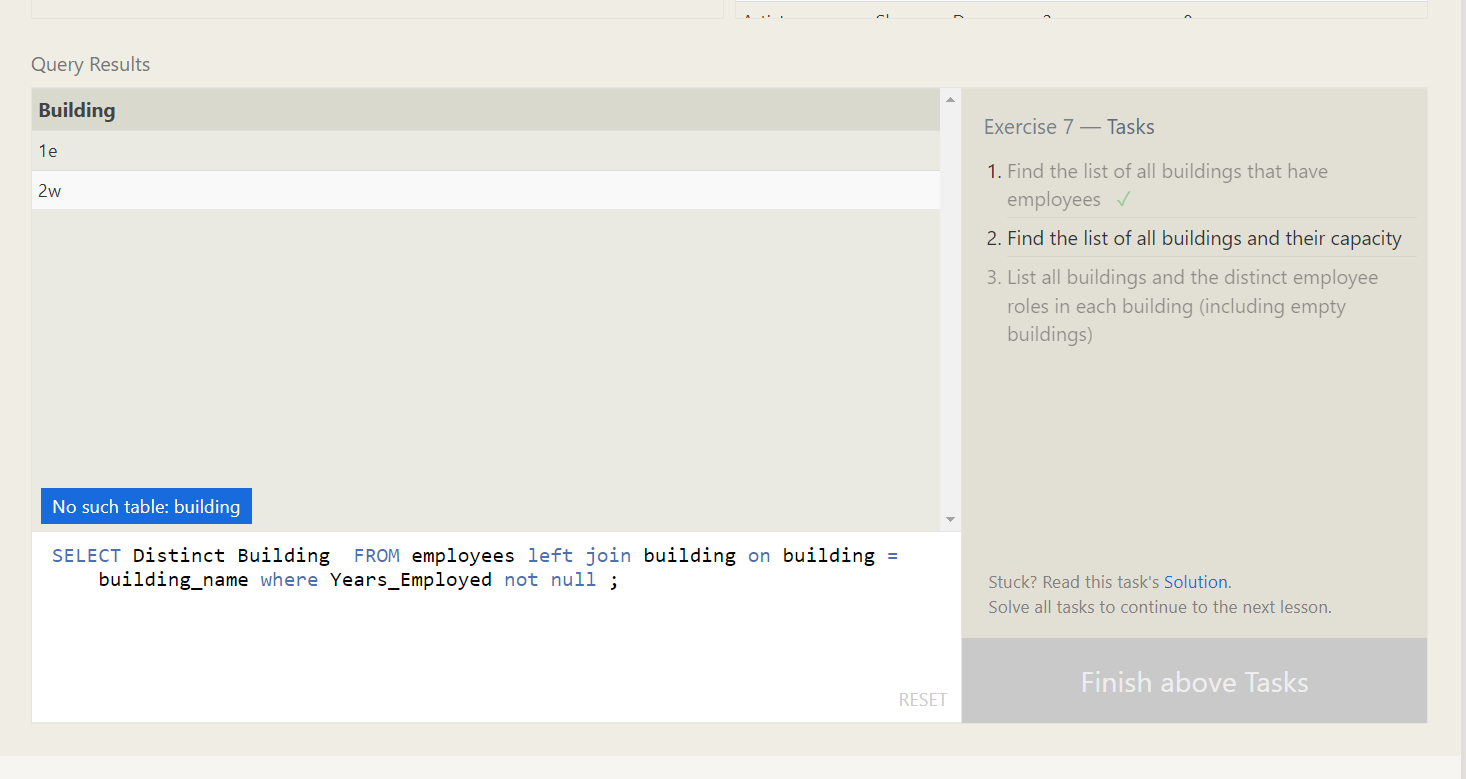 Query Results
Building
1e
2w
No such table: building
SELECT Distinct Building  FROM employees left join building on building =
building_name where Years_Employed not null ;
RESET
Exercise 7 — Tasks
1. Find the list of all buildings that have
employees ✓
2. Find the list of all buildings and their capacity
3. List all buildings and the distinct employee
roles in each building (including empty
buildings)
Stuck? Read this task's Solution.
Solve all tasks to continue to the next lesson.
Finish above Tasks